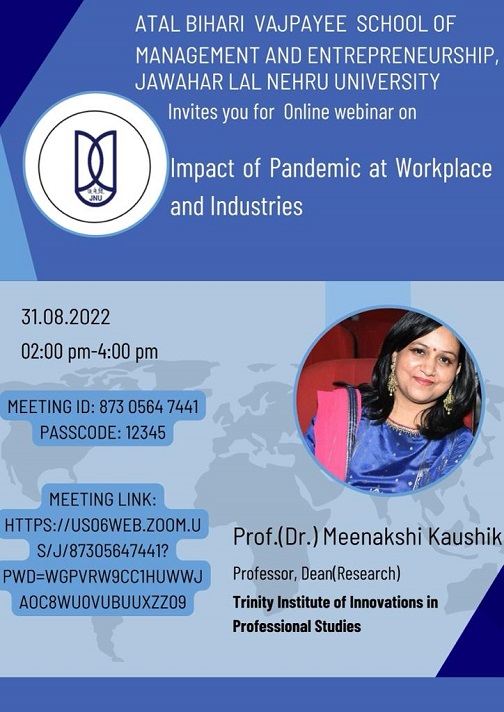 ATAL BIHARI VAJPAYEE SCHOOL OF
MANAGEMENT AND ENTREPRENEURSHIP,
JAWAHAR LAL NEHRU UNIVERSITY
Invites you for Online webinar on
Impact of Pandemic at Workplace
and Industries
JNU
31.08.2022
02:00 pm-4:00 pm
MEETING ID: 873 0564 7441
PASSCODE: 12345
MEETING LINK:
HTTPS://US06WEB.ZOOM.U
S/J/87305647441?
PWD=WGPVRW9CC1HUWWJ
AOC8WU0VUBUUXZZ09
Prof.(Dr.) Meenakshi Kaushik
Professor, Dean(Research)
Trinity Institute of Innovations in
Professional Studies